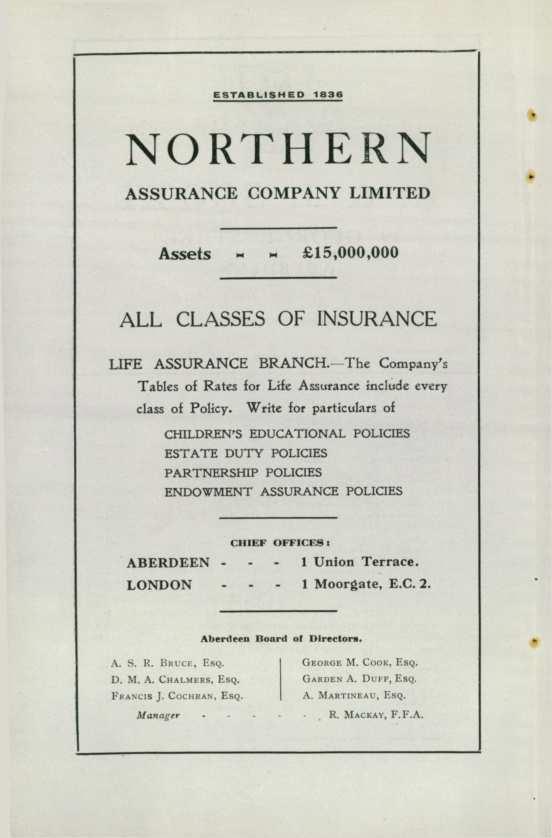 ESTABLISHED 1836
NORTHERN
ASSURANCE COMPANY LIMITED
Assets - - £15,000,000
ALL CLASSES OF INSURANCE
LIFE ASSURANCE BRANCH.—The Company's
Tables of Rates for Life Assurance include every
class of Policy. Write for particulars of
CHILDREN'S EDUCATIONAL POLICIES
ESTATE DUTY POLICIES
PARTNERSHIP POLICIES
ENDOWMENT ASSURANCE POLICIES
CHIEF OFFICES:
ABERDEEN - - - 1 Union Terrace.
LONDON - - - 1 Moorgate, E.C. 2.
Aberdeen Board of Directors.
A. S. R. BRUCE, ESQ.
D. M. A. CHALMERS, ESQ.
FRANCIS J. COCHRAN, ESQ.
GEORGE M. COOK, ESQ.
GARDEN A. DUFF, ESQ.
A. MARTINEAU, ESQ.
Manager - - - - - R. MACKAY, F.F.A.